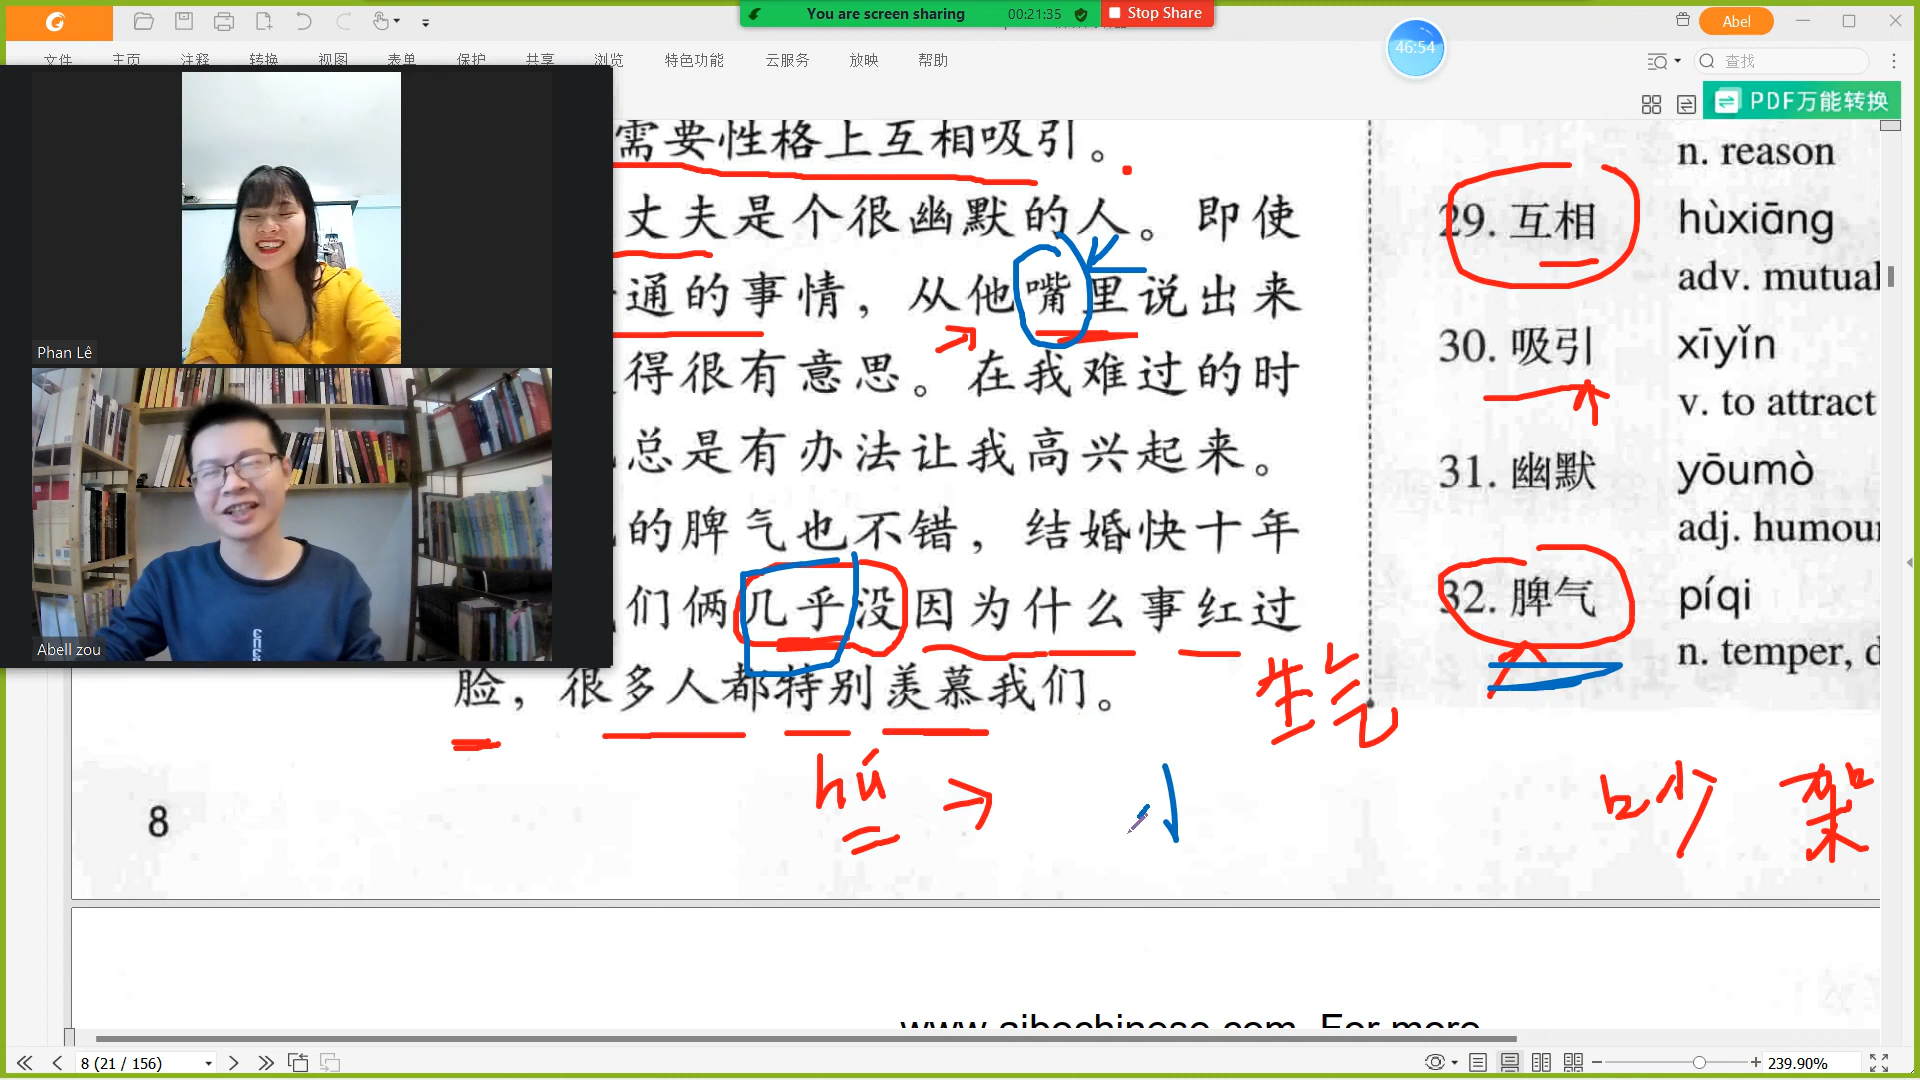 You are screen sharing 00:21:35 Stop Share
Abel
文件 主页 注释 转换 视图 表单 保护 共享 浏览 特色功能 云服务 放映 帮助
46:54
查找
PDF万能转换
Phan Lê
Abell zou
需要性格上互相吸引。
丈夫是个很幽默的人。即使
通的事情，从他嘴里说出来
得很有意思。在我难过的时
总是有办法让我高兴起来。
的脾气也不错，结婚快十年
们俩几乎没因为什么事红过
脸，很多人都特别羡慕我们。
n. reason
29. 互相 hùxiāng
adv. mutual
30. 吸引 xīyǐn
v. to attract
31. 幽默 yōumò
adj. humour
32. 脾气 píqi
n. temper, d
生气
hú
吵架
8
www.aibochinese.com For more
8 (21 / 156)
239.90%